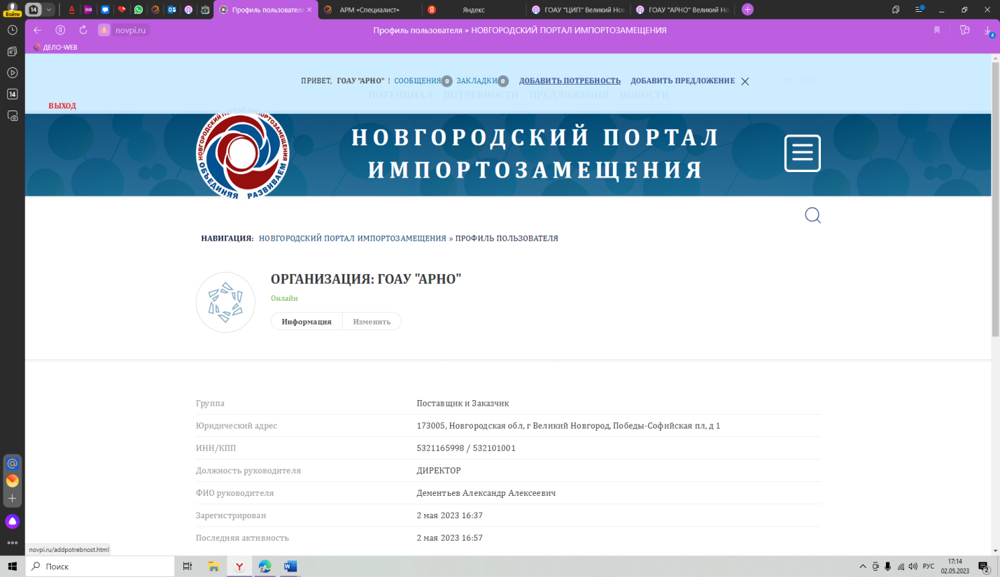 14 Профиль пользователя АРМ «Специалист» Яндекс ГОАУ "ЦИП" Великий Нов ГОАУ "АРНО" Великий Но
Войти
novpi.ru Профиль пользователя » НОВГОРОДСКИЙ ПОРТАЛ ИМПОРТОЗАМЕЩЕНИЯ 4
ДЕЛО-WEB
14
ПРИВЕТ, ГОАУ "АРНО" ! СООБЩЕНИЯ 0 ЗАКЛАДКИ 0 ДОБАВИТЬ ПОТРЕБНОСТЬ ДОБАВИТЬ ПРЕДЛОЖЕНИЕ
ПОТЕНЦИАЛ ПОТРЕБНОСТИ ПРЕДЛОЖЕНИЯ НОВОСТИ
ВЫХОД
НОВГОРОДСКИЙ ПОРТАЛ ИМПОРТОЗАМЕЩЕНИЯ
ОБЪЕДИНЯЯ РАЗВИВАЕМ
НОВГОРОДСКИЙ ПОРТАЛ
ИМПОРТОЗАМЕЩЕНИЯ
НАВИГАЦИЯ: НОВГОРОДСКИЙ ПОРТАЛ ИМПОРТОЗАМЕЩЕНИЯ » ПРОФИЛЬ ПОЛЬЗОВАТЕЛЯ
ОРГАНИЗАЦИЯ: ГОАУ "АРНО"
Онлайн
Информация Изменить
Группа Поставщик и Заказчик
Юридический адрес 173005, Новгородская обл, г Великий Новгород, Победы-Софийская пл, д 1
ИНН/КПП 5321165998 / 532101001
Должность руководителя ДИРЕКТОР
ФИО руководителя Дементьев Александр Алексеевич
Зарегистрирован 2 мая 2023 16:37
Последняя активность 2 мая 2023 16:57
novpi.ru/addpotrebnost.html
Поиск РУС 17:14
02.05.2023 2